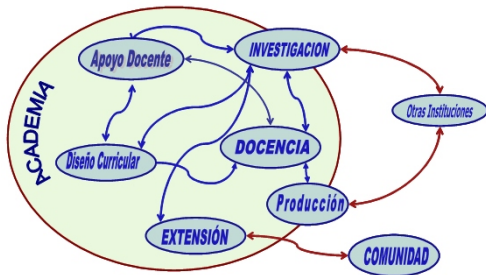 ACADEMIA
Apoyo Docente
INVESTIGACION
Otras Instituciones
Diseño Curricular
DOCENCIA
Producción
EXTENSIÓN
COMUNIDAD